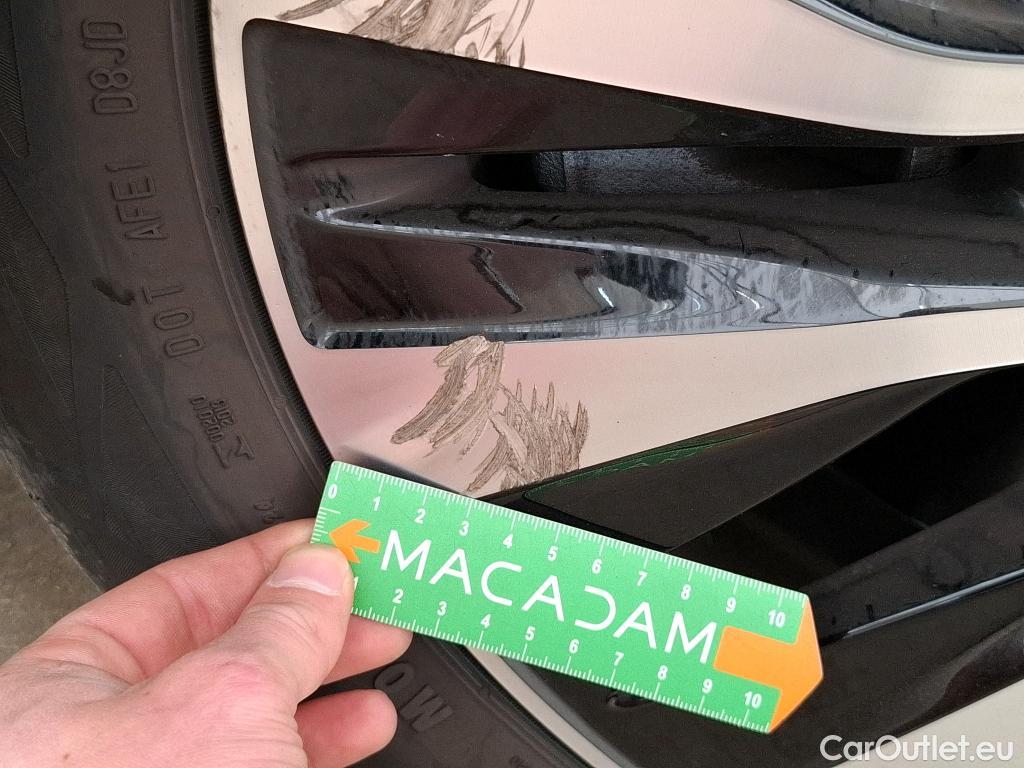 DOT AFE1 D8JD
0 1 2 3 4 5 6 7 8 9 10
MACADAM
1 2 3 4 5 6 7 8 9 10
MO
CarOutlet.eu